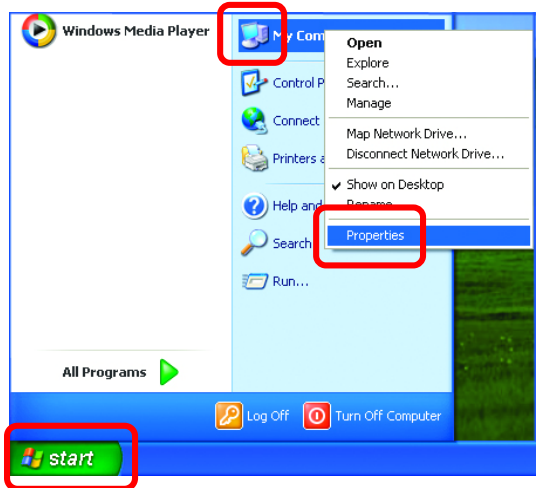 Windows Media Player
My Com
Control P
Connect
Printers a
Help and
Search
Run...
All Programs
Log Off
Turn Off Computer
start
Open
Explore
Search...
Manage
Map Network Drive...
Disconnect Network Drive...
Show on Desktop
Rename
Properties